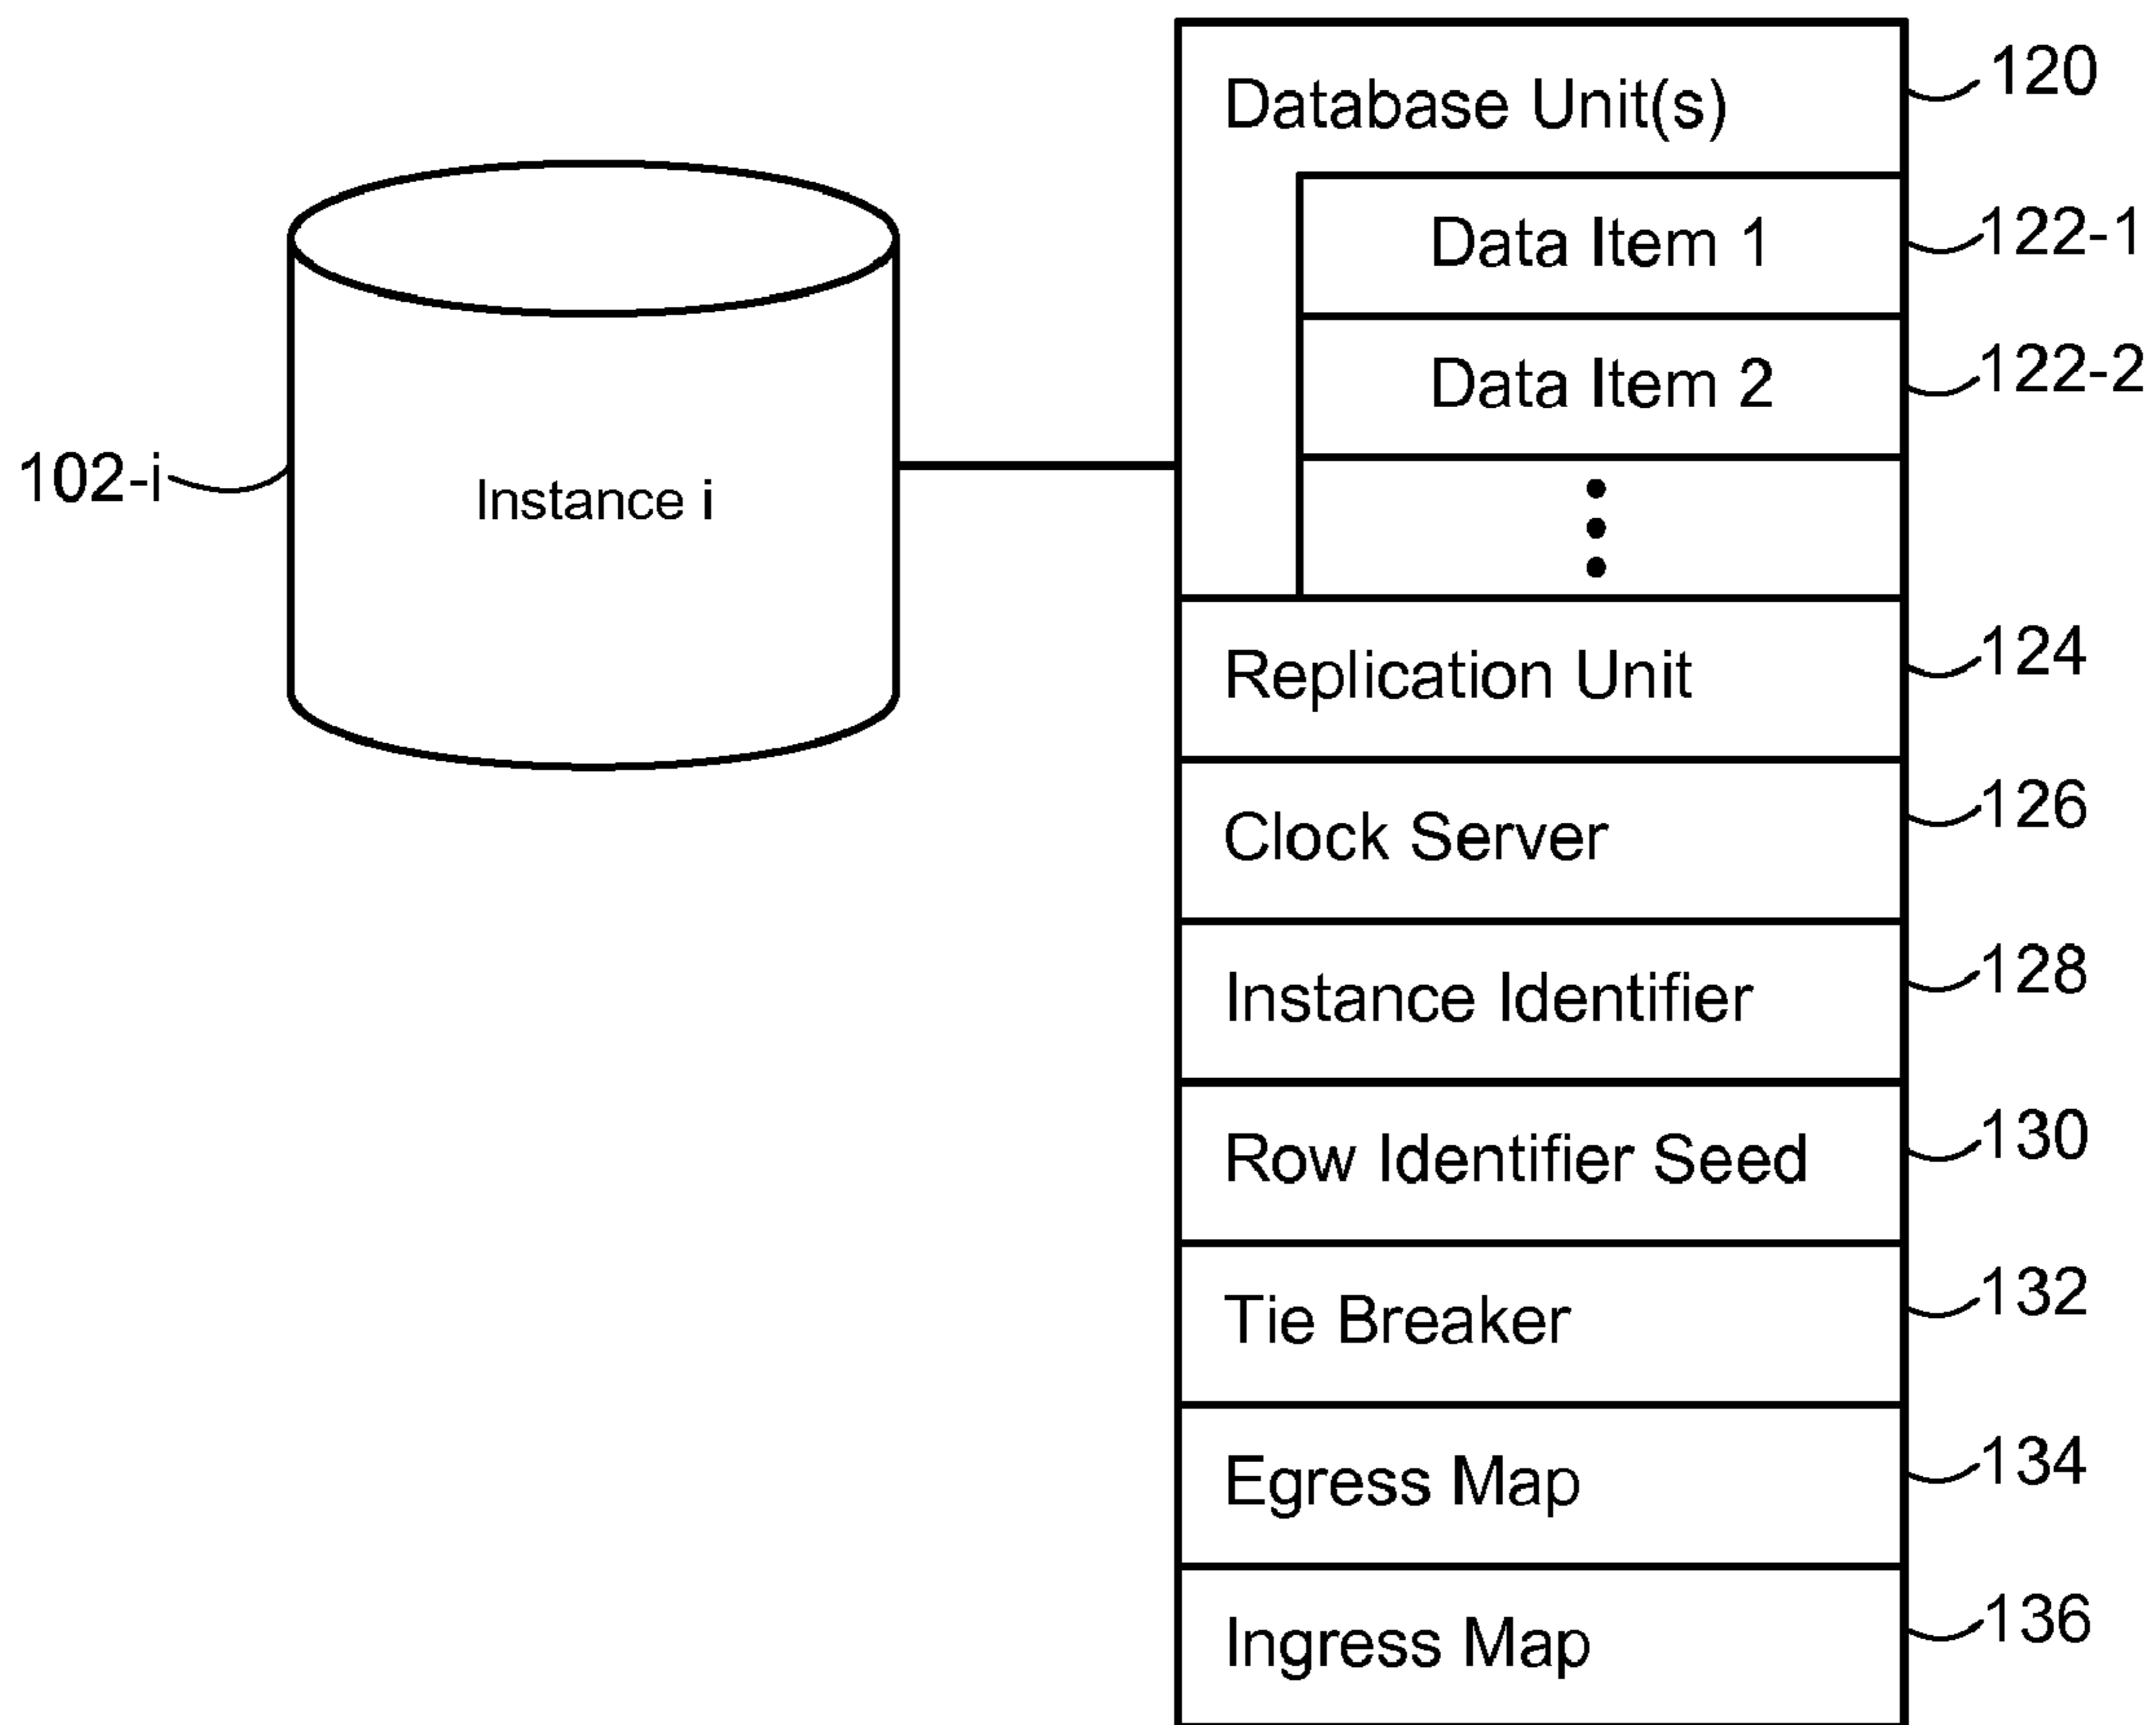 Database Unit(s) 120
Data Item 1 122-1
Data Item 2 122-2
102-i Instance i
Replication Unit 124
Clock Server 126
Instance Identifier 128
Row Identifier Seed 130
Tie Breaker 132
Egress Map 134
Ingress Map 136